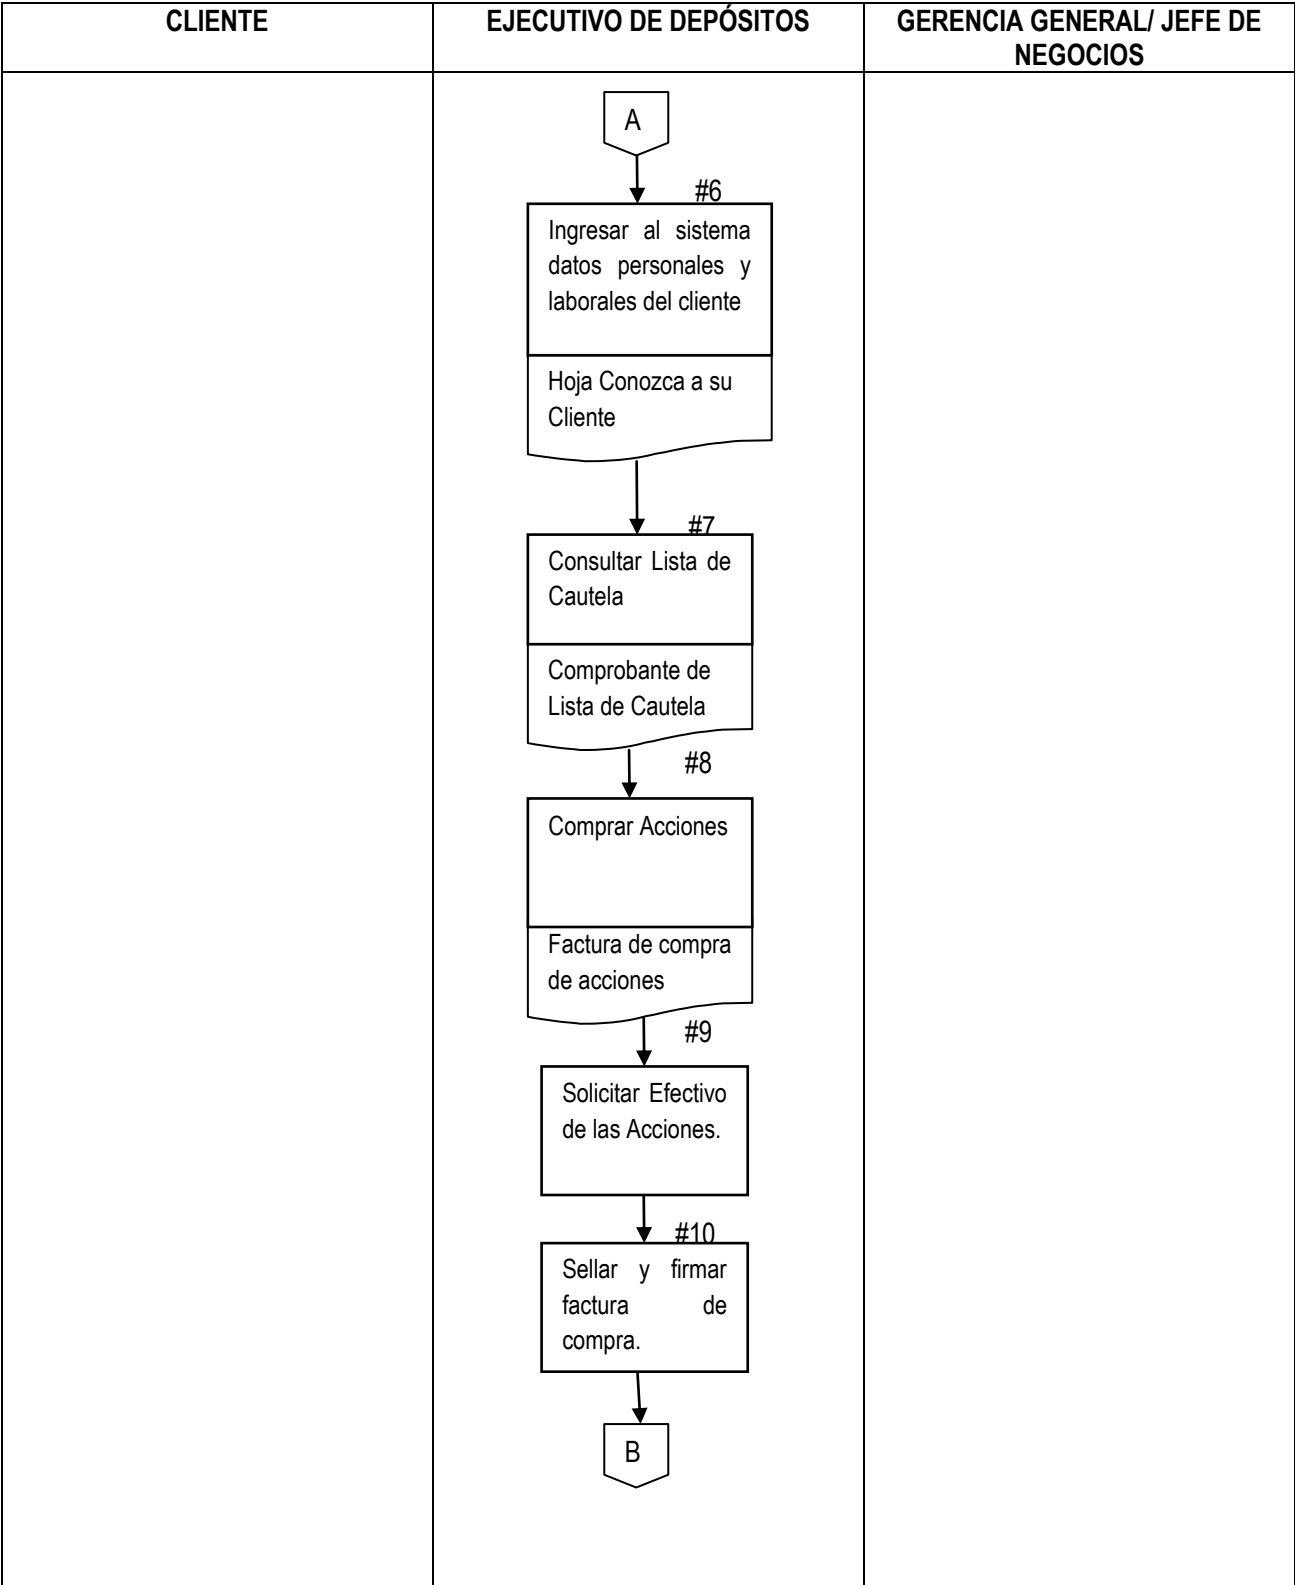 CLIENTE
EJECUTIVO DE DEPÓSITOS
GERENCIA GENERAL/ JEFE DE
NEGOCIOS
A
#6
Ingresar al sistema
datos personales y
laborales del cliente
Hoja Conozca a su
Cliente
#7
Consultar Lista de
Cautela
Comprobante de
Lista de Cautela
#8
Comprar Acciones
Factura de compra
de acciones
#9
Solicitar Efectivo
de las Acciones.
#10
Sellar y firmar
factura de
compra.
B